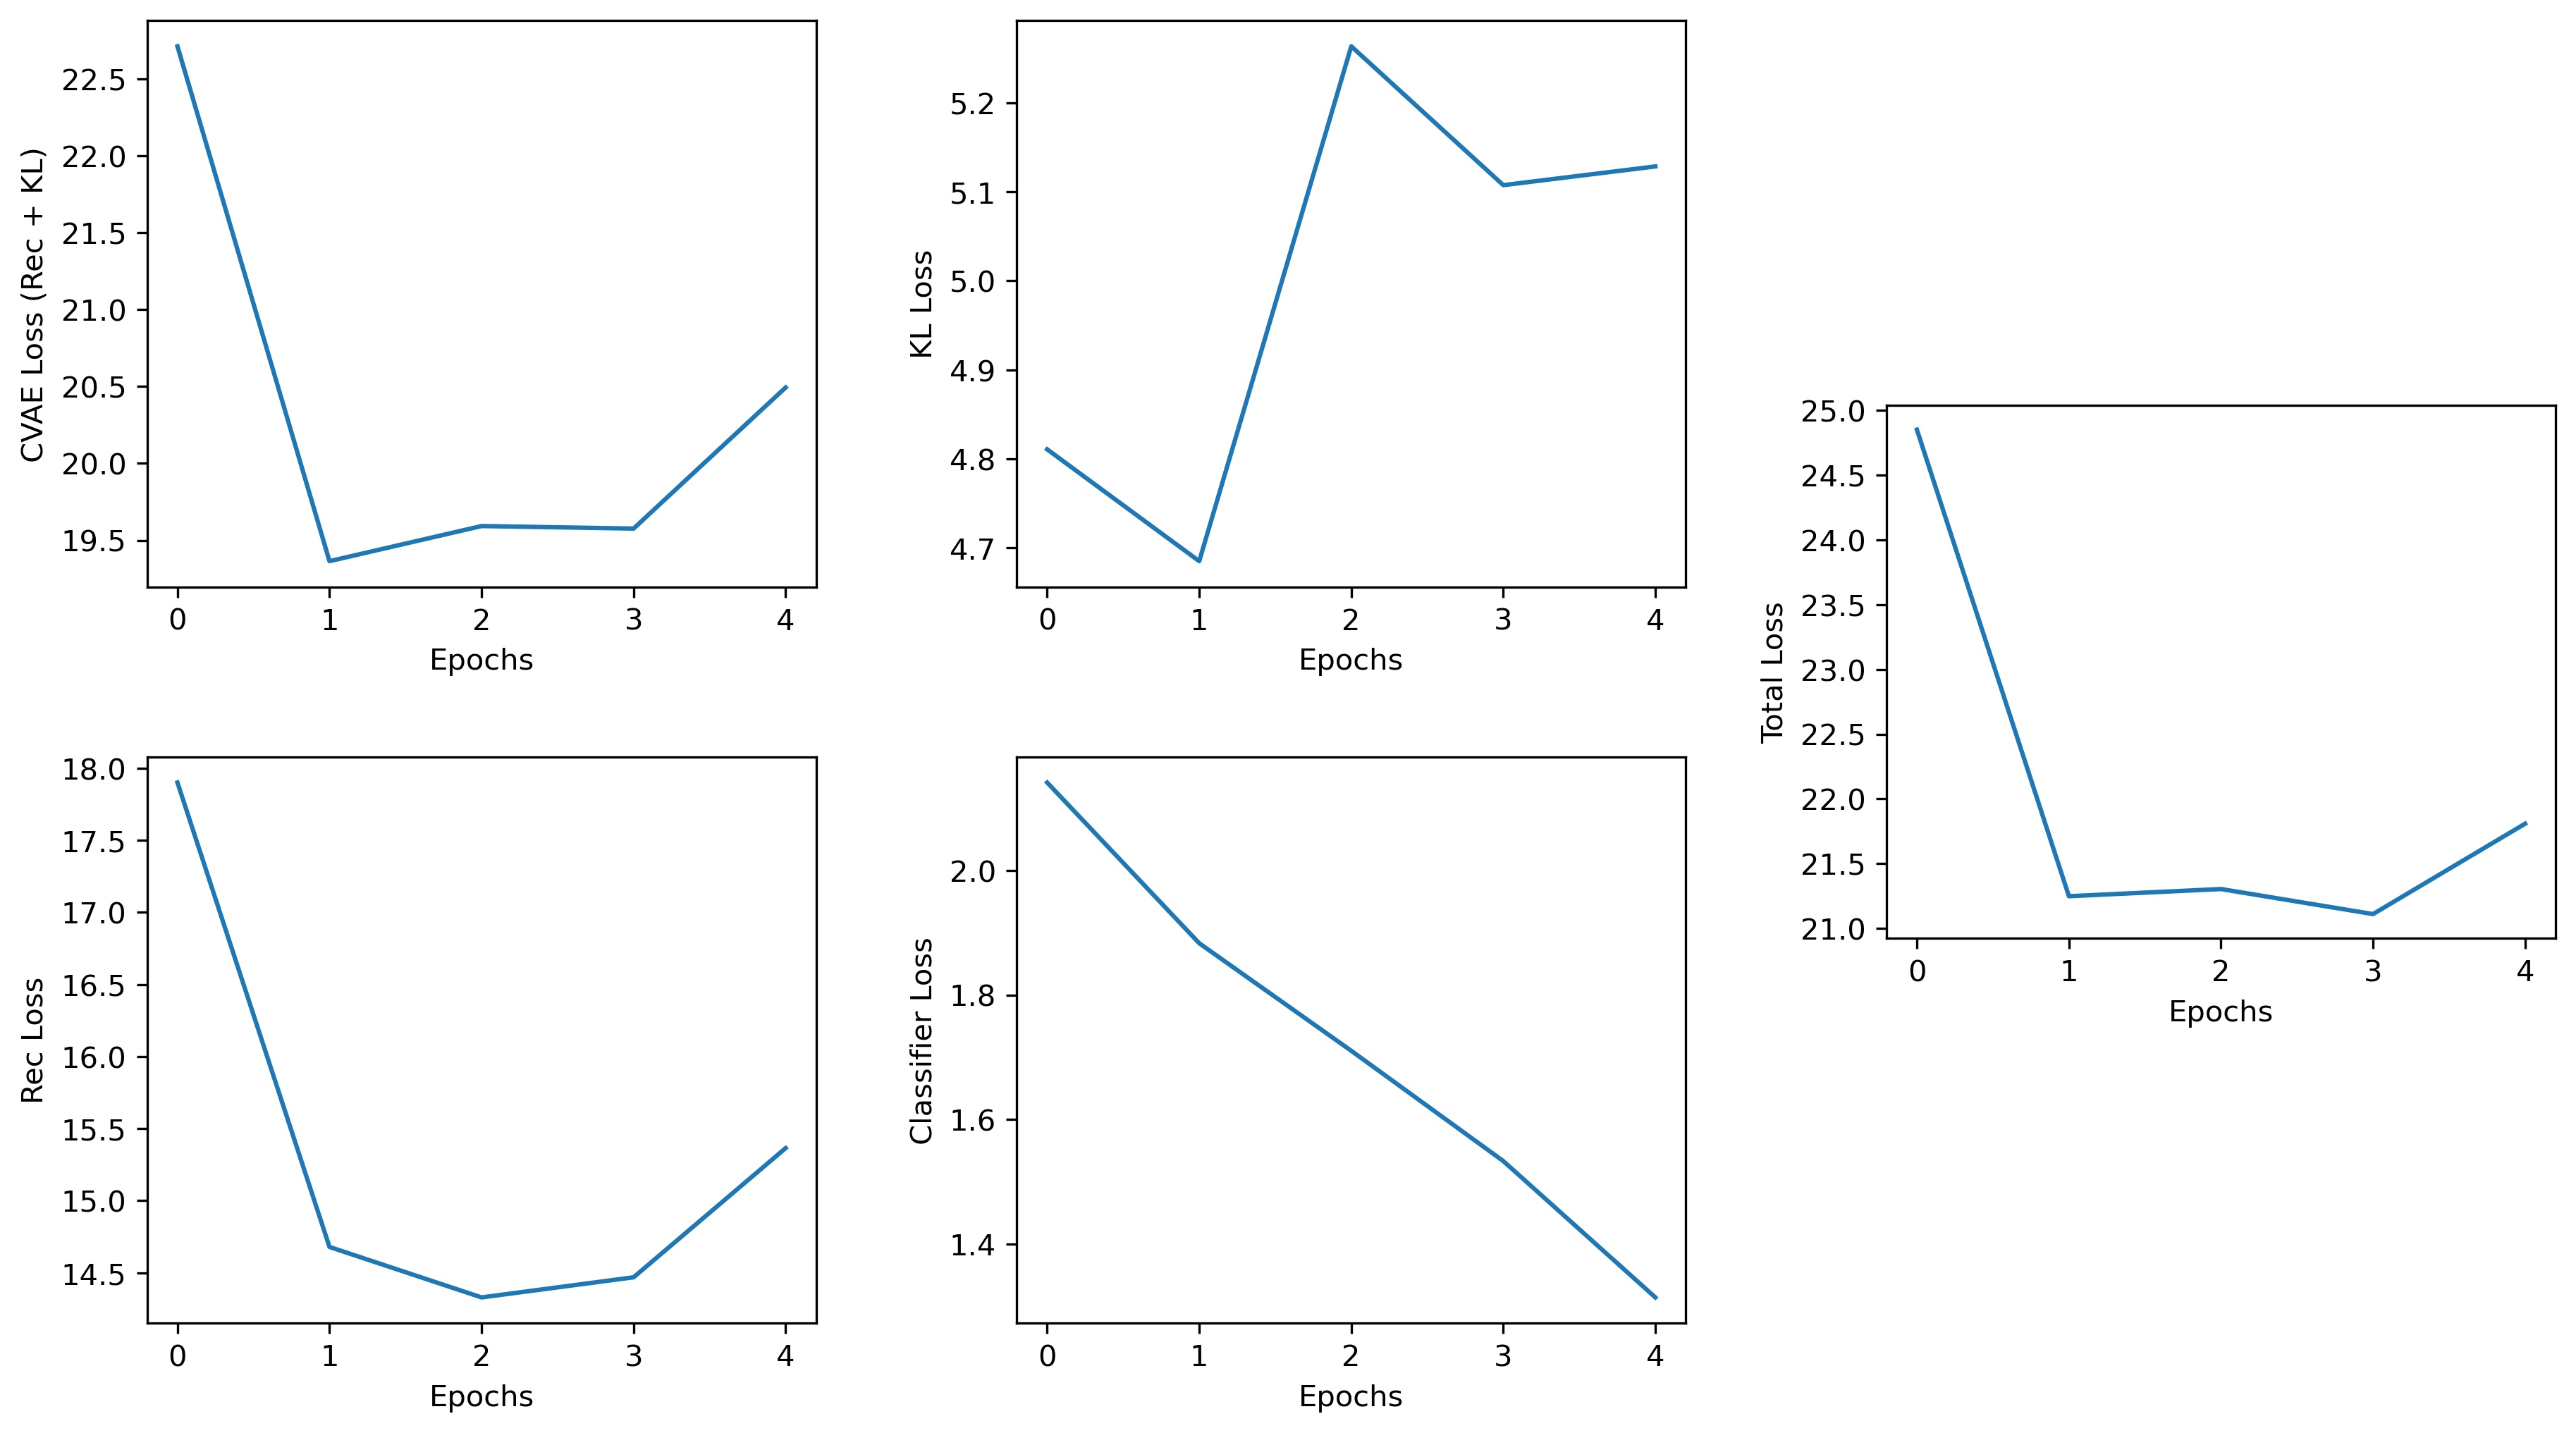 CVAE Loss (Rec + KL)
22.5
22.0
21.5
21.0
20.5
20.0
19.5
0 1 2 3 4
Epochs
KL Loss
5.2
5.1
5.0
4.9
4.8
4.7
0 1 2 3 4
Epochs
Rec Loss
18.0
17.5
17.0
16.5
16.0
15.5
15.0
14.5
0 1 2 3 4
Epochs
Classifier Loss
2.0
1.8
1.6
1.4
0 1 2 3 4
Epochs
Total Loss
25.0
24.5
24.0
23.5
23.0
22.5
22.0
21.5
21.0
0 1 2 3 4
Epochs